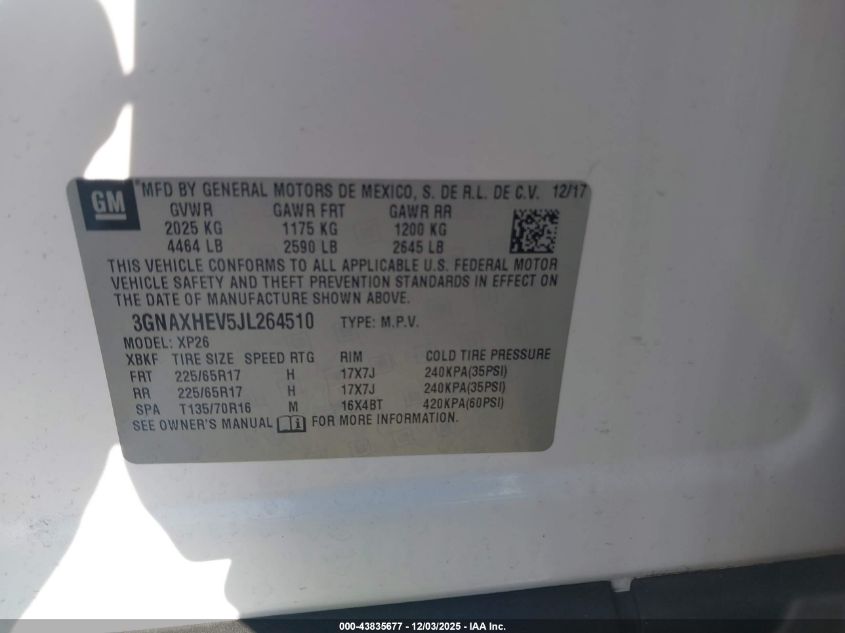 GM
*MFD BY GENERAL MOTORS DE MEXICO, S. DE R.L. DE C.V. 12/17
GVWR GAWR FRT GAWR RR
2025 KG 1175 KG 1200 KG
4464 LB 2590 LB 2645 LB
THIS VEHICLE CONFORMS TO ALL APPLICABLE U.S. FEDERAL MOTOR
VEHICLE SAFETY AND THEFT PREVENTION STANDARDS IN EFFECT ON
THE DATE OF MANUFACTURE SHOWN ABOVE.
3GNAXHEV5JL264510 TYPE: M.P.V.
MODEL: XP26
XBKF TIRE SIZE SPEED RTG RIM COLD TIRE PRESSURE
FRT 225/65R17 H 17X7J 240KPA(35PSI)
RR 225/65R17 H 17X7J 240KPA(35PSI)
SPA T135/70R16 M 16X4BT 420KPA(60PSI)
SEE OWNER'S MANUAL FOR MORE INFORMATION.
000-43835677 - 12/03/2025 - IAA Inc.